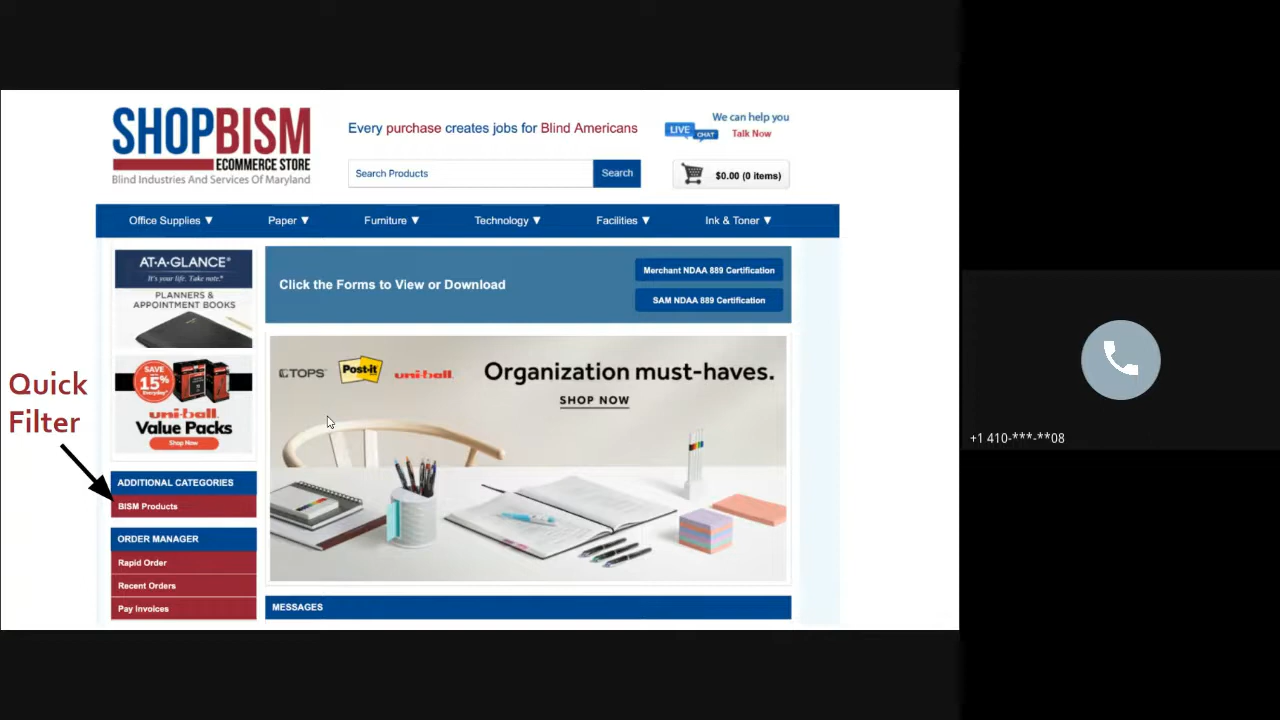 SHOPBISM
ECOMMERCE STORE
Blind Industries And Services Of Maryland
Every purchase creates jobs for Blind Americans
LIVE CHAT
We can help you
Talk Now
Search Products
Search
$0.00 (0 items)
Office Supplies ▼ Paper ▼ Furniture ▼ Technology ▼ Facilities ▼ Ink & Toner ▼
AT-A-GLANCE®
It's your life. Take note.®
PLANNERS &
APPOINTMENT BOOKS
Click the Forms to View or Download
Merchant NDAA 889 Certification
SAM NDAA 889 Certification
SAVE
up to
15%
Everyday*
uni-ball
Value Packs
Shop Now
TOPS Post-it uni-ball
Organization must-haves.
SHOP NOW
Quick
Filter
ADDITIONAL CATEGORIES
BISM Products
ORDER MANAGER
Rapid Order
Recent Orders
Pay Invoices
MESSAGES
+1 410-***-**08